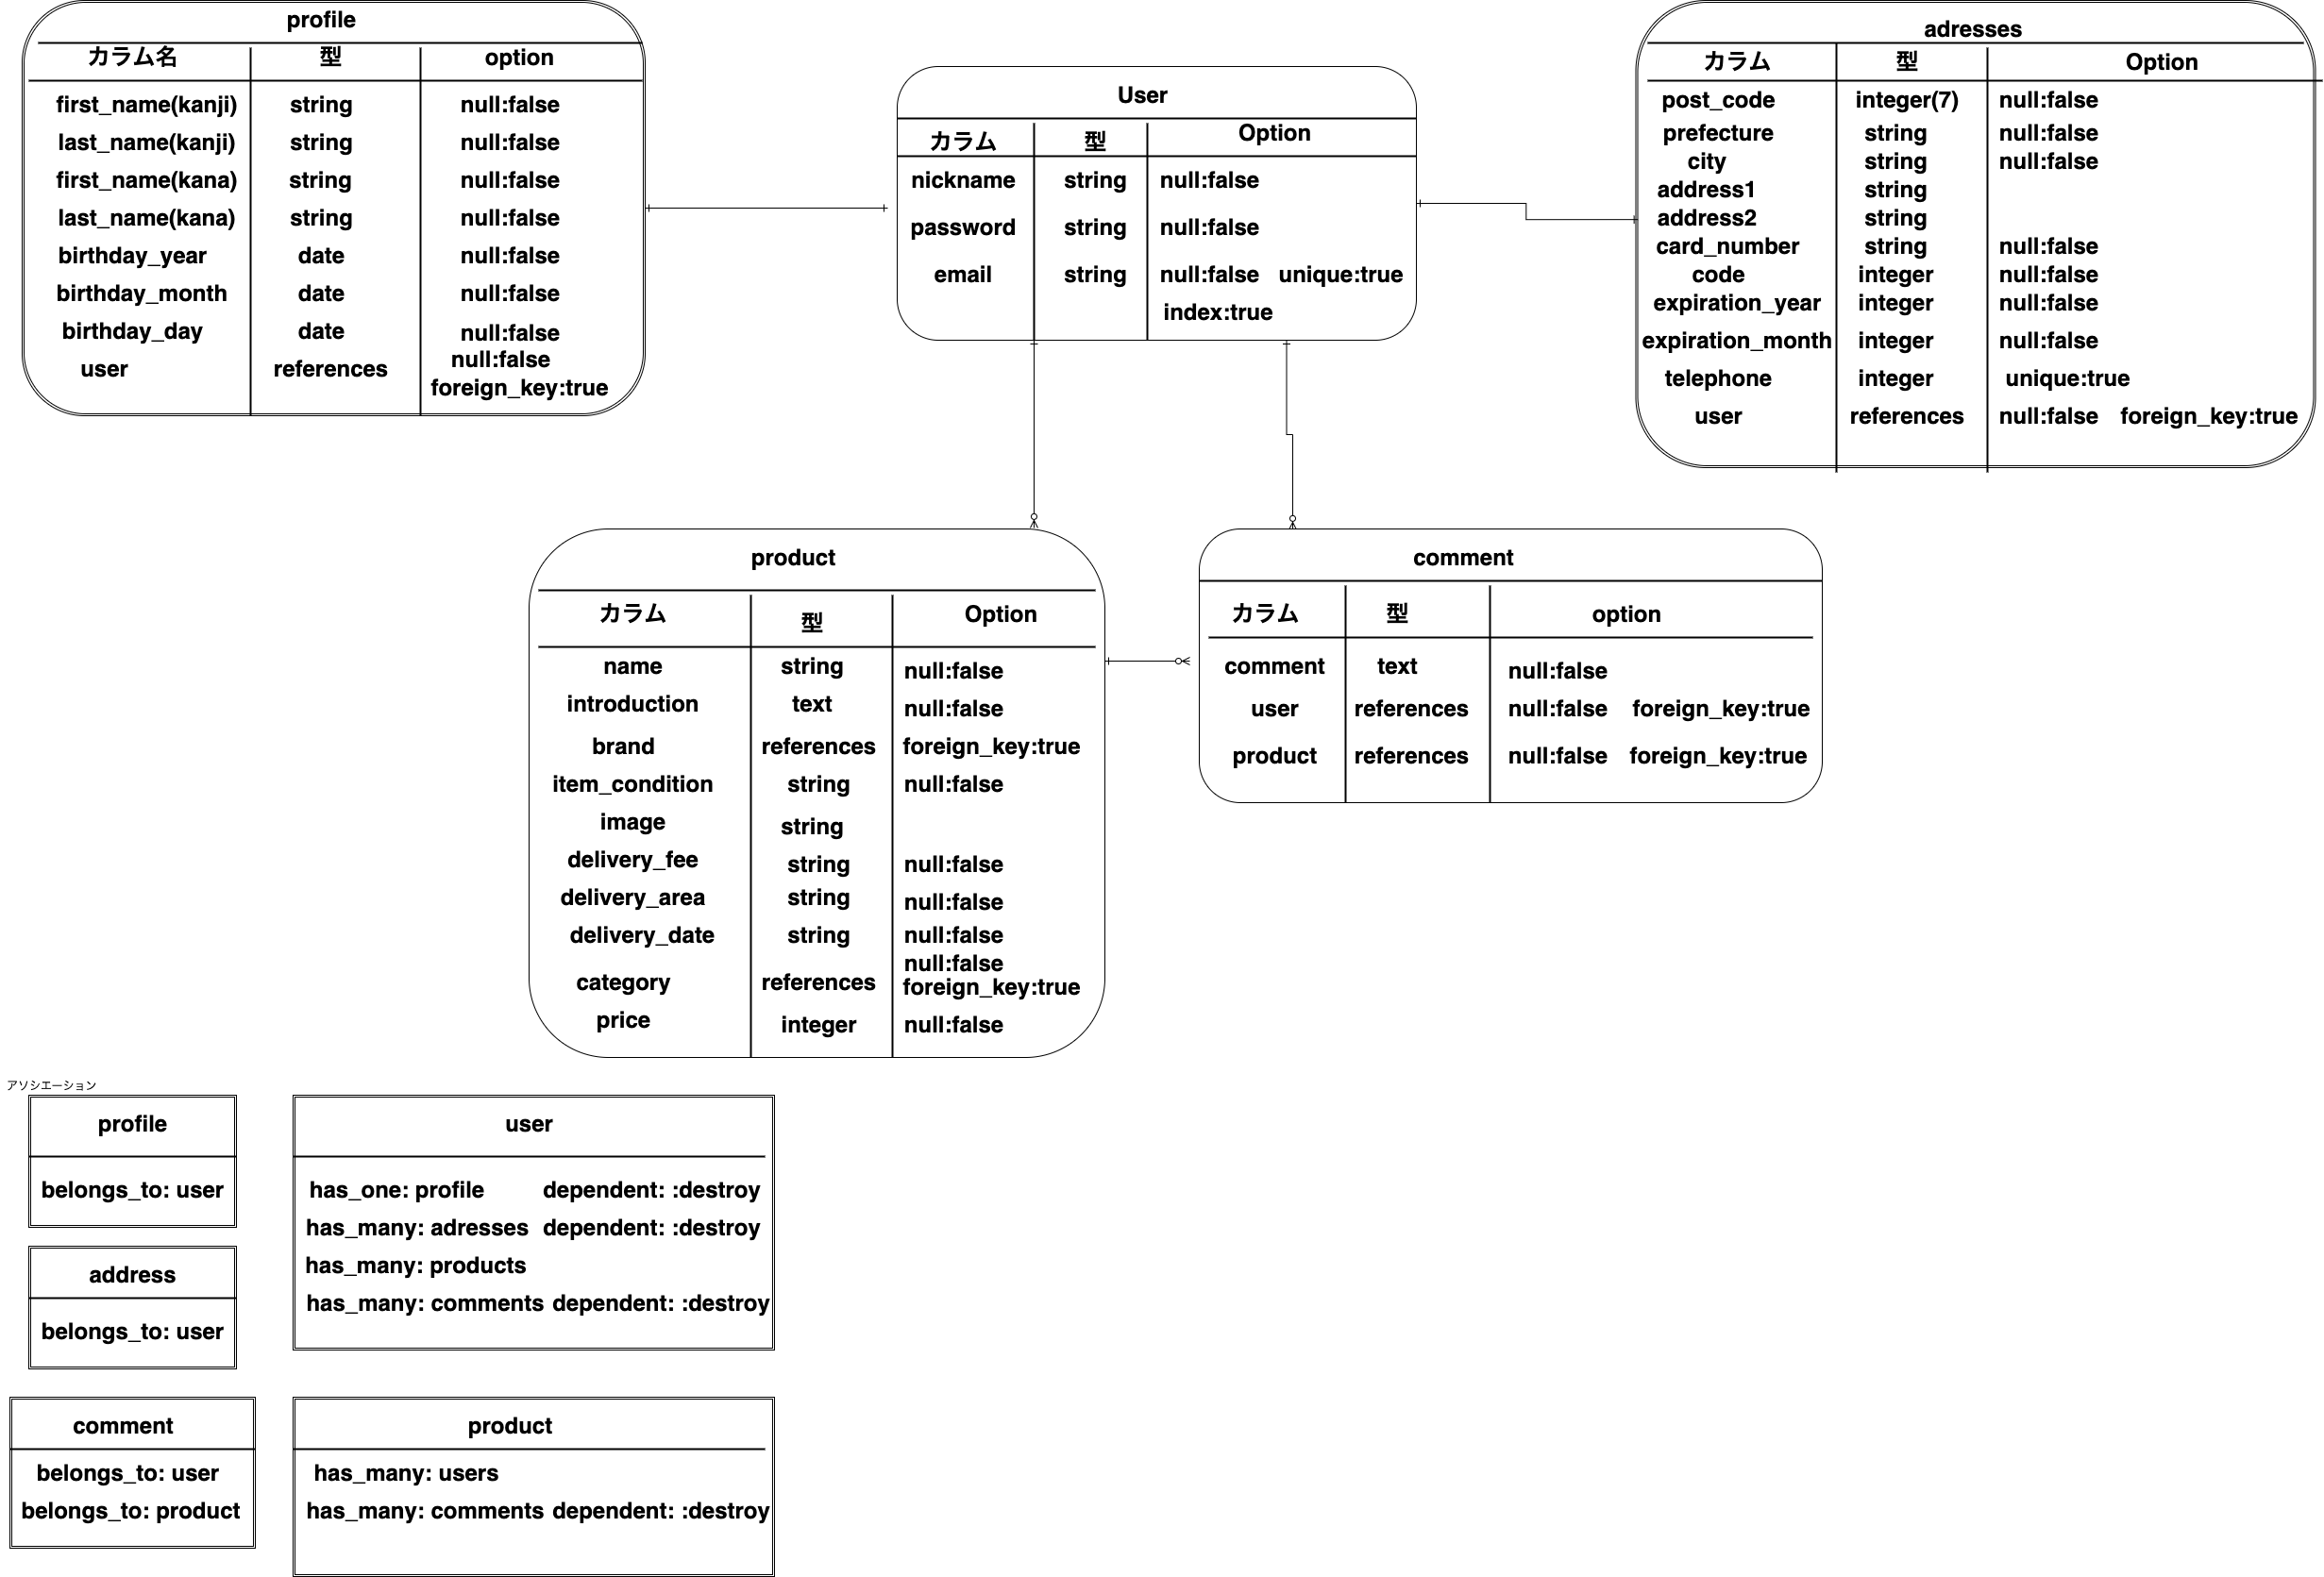 profile
カラム名 型 option
first_name(kanji) string null:false
last_name(kanji) string null:false
first_name(kana) string null:false
last_name(kana) string null:false
birthday_year date null:false
birthday_month date null:false
birthday_day date null:false
user references null:false
foreign_key:true
User
カラム 型 Option
nickname string null:false
password string null:false
email string null:false unique:true
index:true
adresses
カラム 型 Option
post_code integer(7) null:false
prefecture string null:false
city string null:false
address1 string
address2 string
card_number string null:false
code integer null:false
expiration_year integer null:false
expiration_month integer null:false
telephone integer unique:true
user references null:false foreign_key:true
product
カラム 型 Option
name string null:false
introduction text null:false
brand references foreign_key:true
item_condition string null:false
image string
delivery_fee string null:false
delivery_area string null:false
delivery_date string null:false
null:false
category references foreign_key:true
price integer null:false
comment
カラム 型 option
comment text null:false
user references null:false foreign_key:true
product references null:false foreign_key:true
アソシエーション
profile
belongs_to: user
user
has_one: profile dependent: :destroy
has_many: adresses dependent: :destroy
has_many: products
has_many: comments dependent: :destroy
address
belongs_to: user
comment
belongs_to: user
belongs_to: product
product
has_many: users
has_many: comments dependent: :destroy